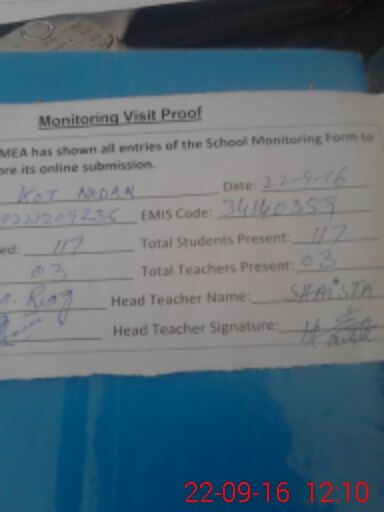 Monitoring Visit Proof
MEA has shown all entries of the School Monitoring Form to
ore its online submission.
KOT NADAR Date: 22-9-16
9221209236 EMIS Code: 34140359
ed: 117 Total Students Present: 117
03 Total Teachers Present: 03
Head Teacher Name: SHAISTA
Head Teacher Signature:
22-09-16 12:10